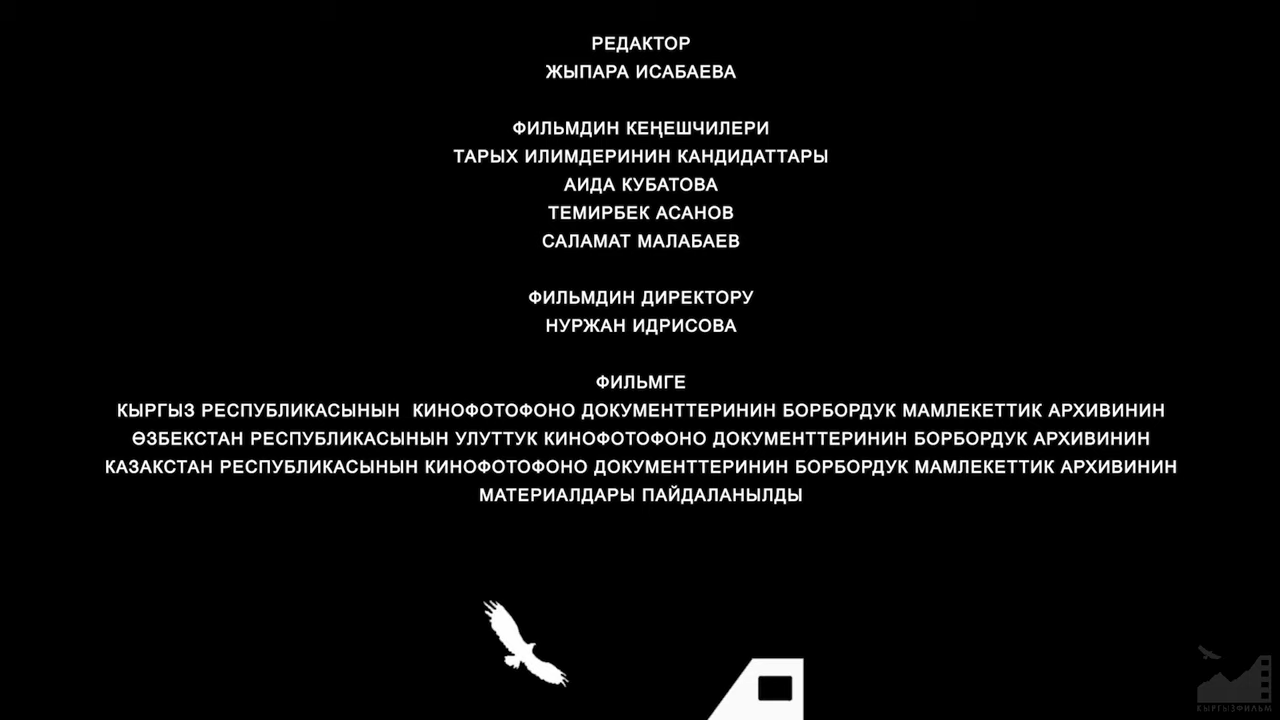 РЕДАКТОР
ЖЫПАРА ИСАБАЕВА
ФИЛЬМДИН КЕҢЕШЧИЛЕРИ
ТАРЫХ ИЛИМДЕРИНИН КАНДИДАТТАРЫ
АИДА КУБАТОВА
ТЕМИРБЕК АСАНОВ
САЛАМАТ МАЛАБАЕВ
ФИЛЬМДИН ДИРЕКТОРУ
НУРЖАН ИДРИСОВА
ФИЛЬМГЕ
КЫРГЫЗ РЕСПУБЛИКАСЫНЫН КИНОФОТОФОНО ДОКУМЕНТТЕРИНИН БОРБОРДУК МАМЛЕКЕТТИК АРХИВИНИН
ӨЗБЕКСТАН РЕСПУБЛИКАСЫНЫН УЛУТТУК КИНОФОТОФОНО ДОКУМЕНТТЕРИНИН БОРБОРДУК АРХИВИНИН
КАЗАКСТАН РЕСПУБЛИКАСЫНЫН КИНОФОТОФОНО ДОКУМЕНТТЕРИНИН БОРБОРДУК МАМЛЕКЕТТИК АРХИВИНИН
МАТЕРИАЛДАРЫ ПАЙДАЛАНЫЛДЫ
КЫРГЫЗФИЛЬМ